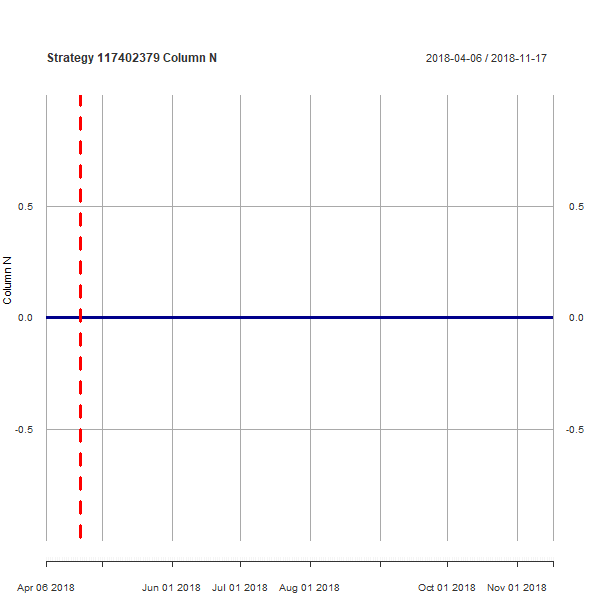 Strategy 117402379 Column N 2018-04-06 / 2018-11-17
0.5 0.5
Column N
0.0 0.0
-0.5 -0.5
Apr 06 2018 Jun 01 2018 Jul 01 2018 Aug 01 2018 Oct 01 2018 Nov 01 2018